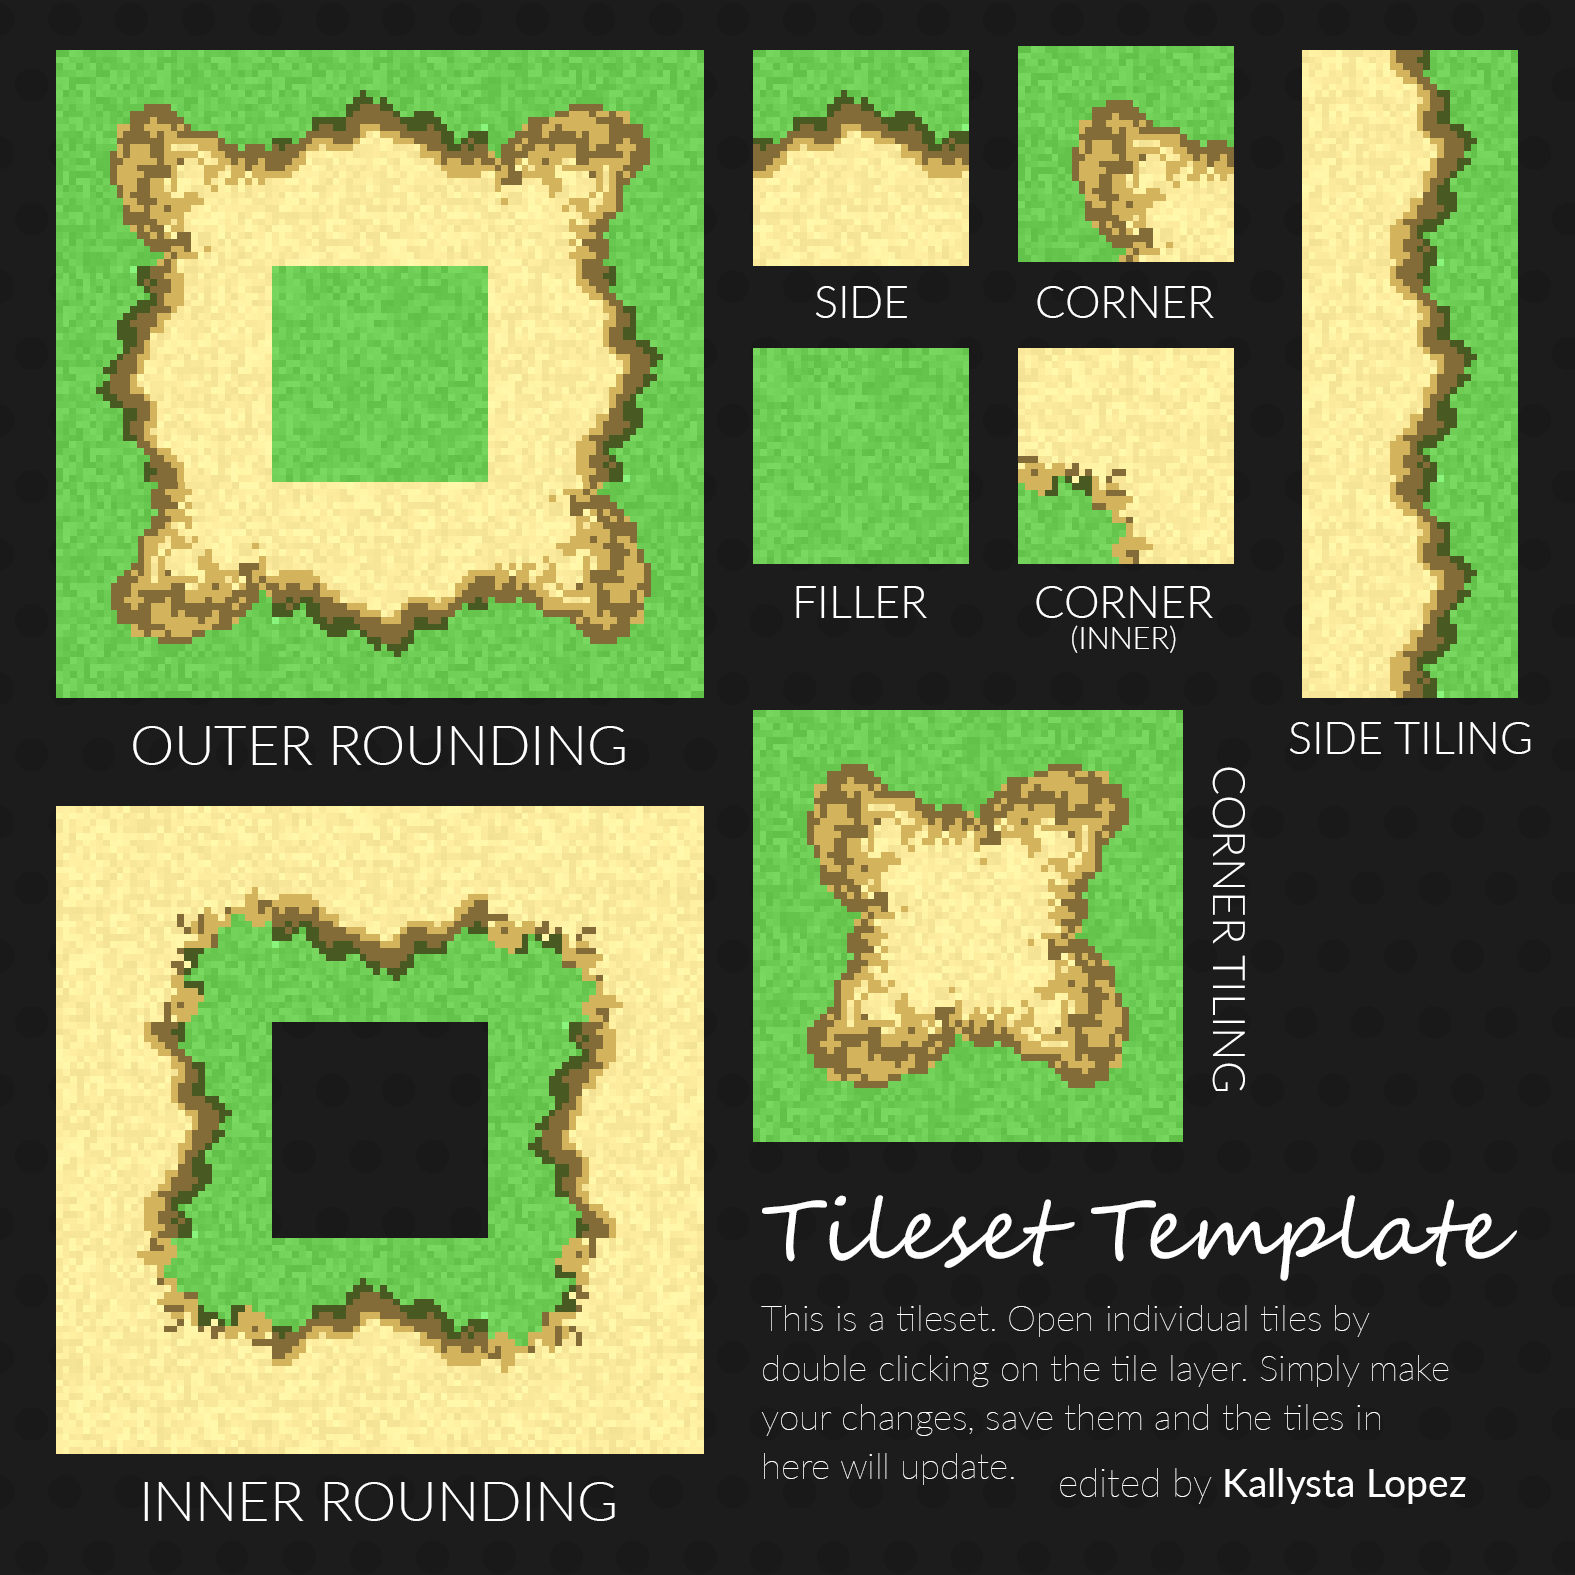 SIDE
CORNER
FILLER
CORNER
(INNER)
OUTER ROUNDING
SIDE TILING
CORNER TILING
INNER ROUNDING
Tileset Template
This is a tileset. Open individual tiles by
double clicking on the tile layer. Simply make
your changes, save them and the tiles in
here will update.
edited by Kallysta Lopez